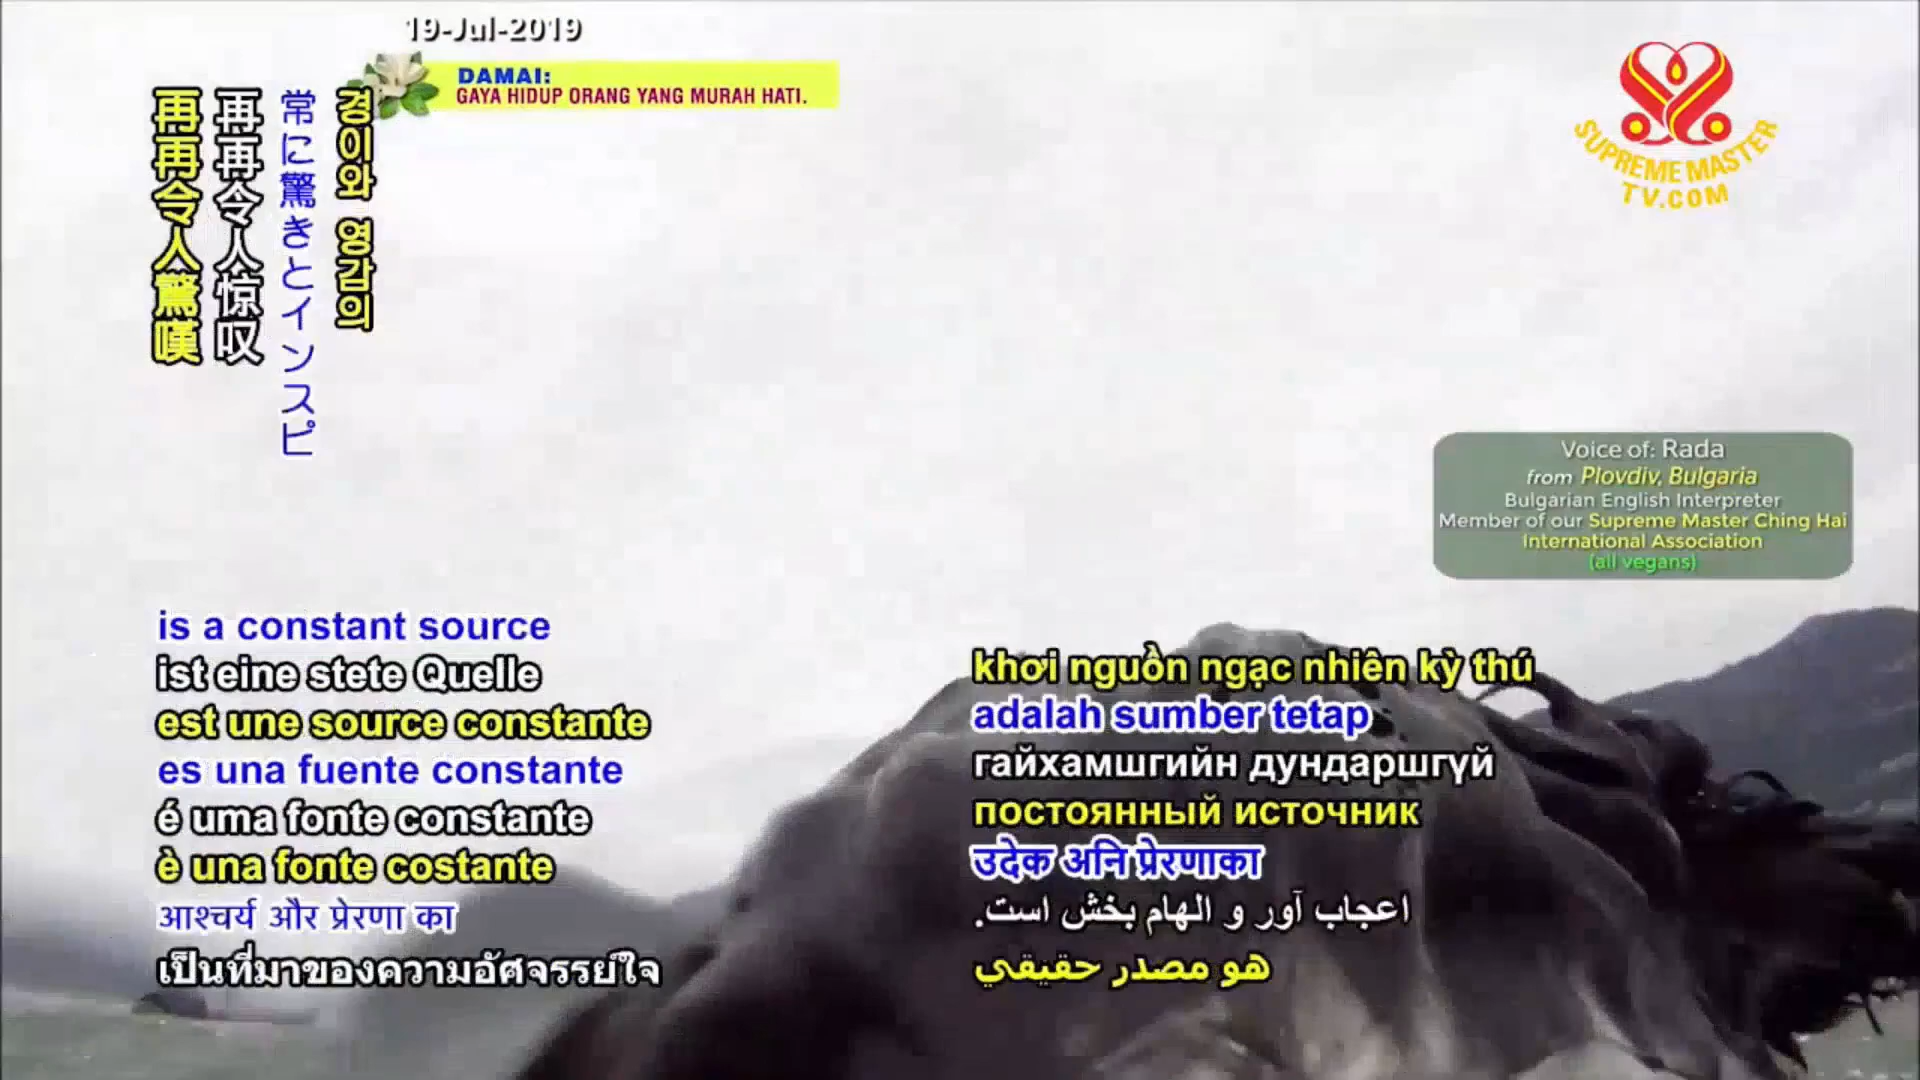 19-Jul-2019
DAMAI:
GAYA HIDUP ORANG YANG MURAH HATI.
SUPREME MASTER
TV.COM
再再令人驚嘆
再再令人惊叹
常に驚きとインスピ
경이와 영감의
Voice of: Rada
from Plovdiv, Bulgaria
Bulgarian English Interpreter
Member of our Supreme Master Ching Hai
International Association
(all vegans)
is a constant source
ist eine stete Quelle
est une source constante
es una fuente constante
é uma fonte constante
è una fonte costante
आश्चर्य और प्रेरणा का
เป็นที่มาของความอัศจรรย์ใจ
khơi nguồn ngạc nhiên kỳ thú
adalah sumber tetap
гайхамшгийн дундаршгүй
постоянный источник
उदेक अनि प्रेरणाका
اعجاب آور و الهام بخش است.
هو مصدر حقيقي